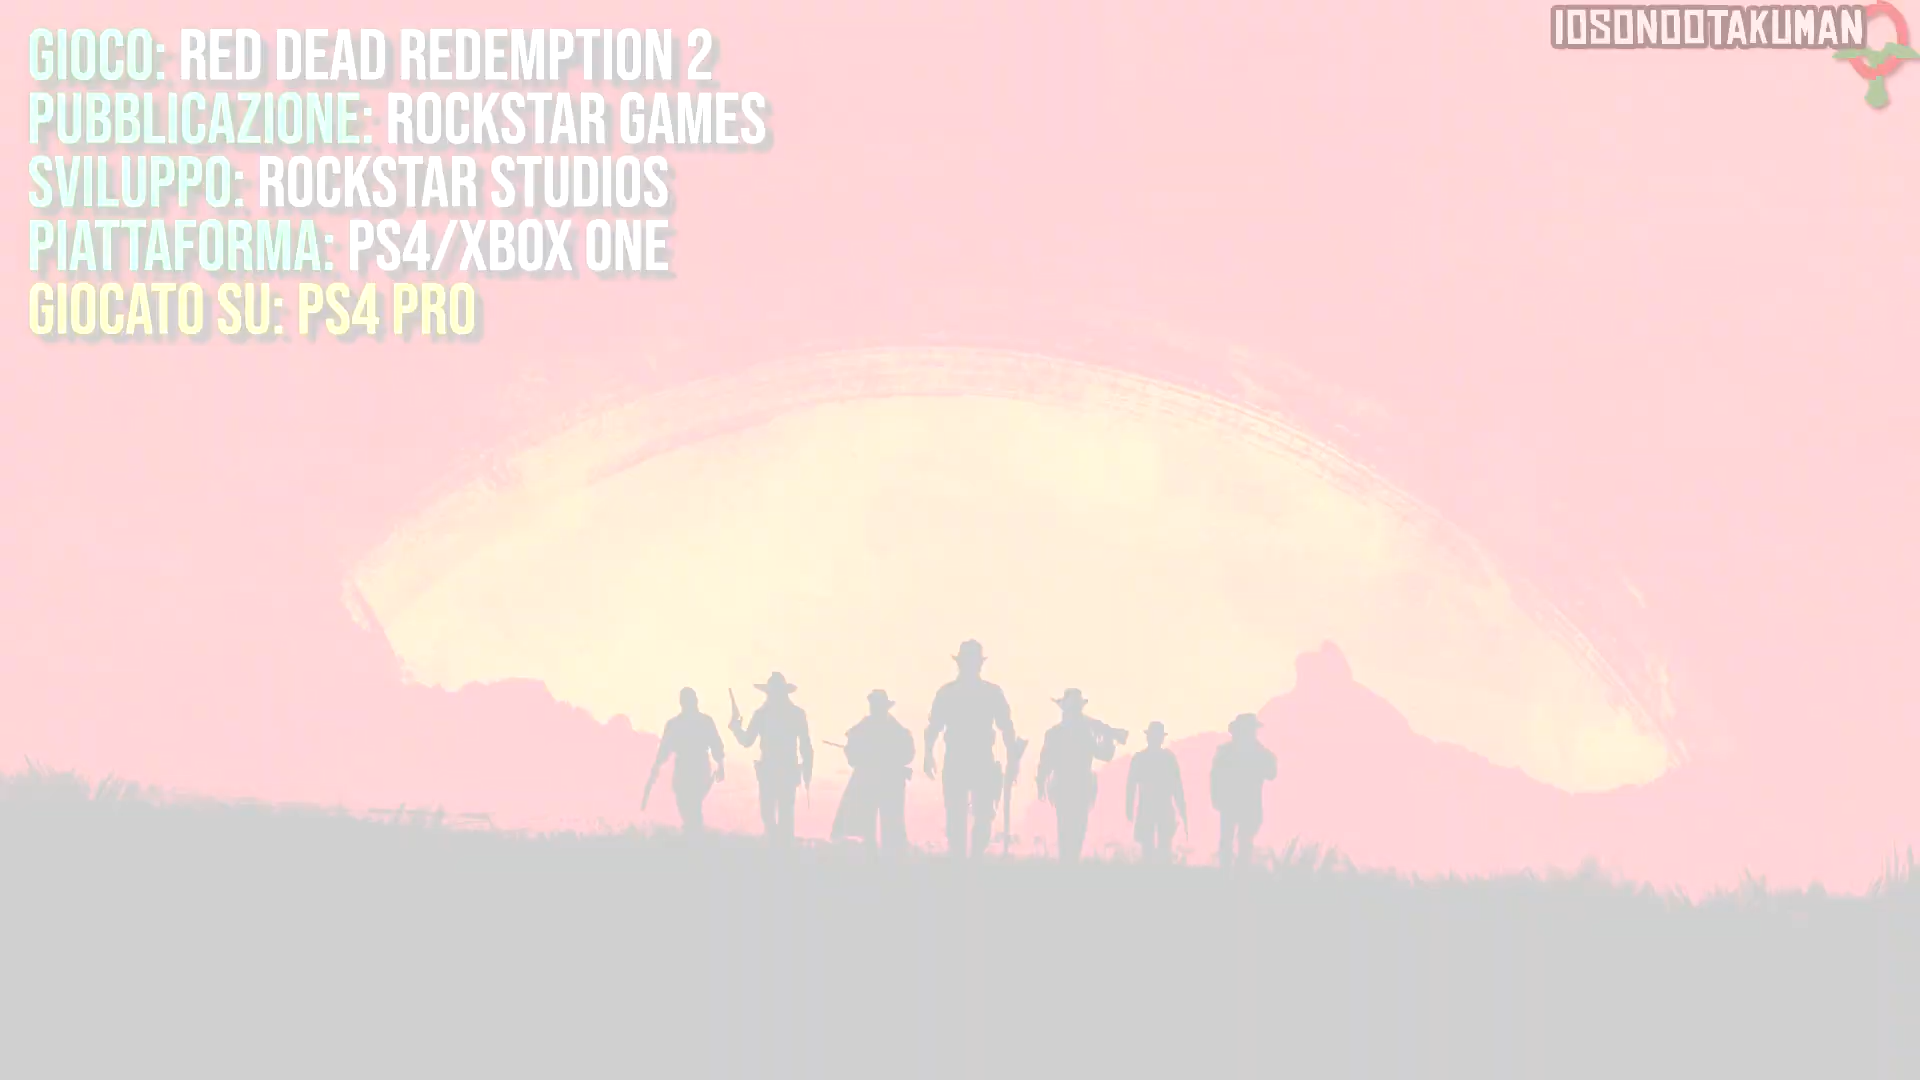 GIOCO: RED DEAD REDEMPTION 2
PUBBLICAZIONE: ROCKSTAR GAMES
SVILUPPO: ROCKSTAR STUDIOS
PIATTAFORMA: PS4/XBOX ONE
GIOCATO SU: PS4 PRO
IOSONOOTAKUMAN